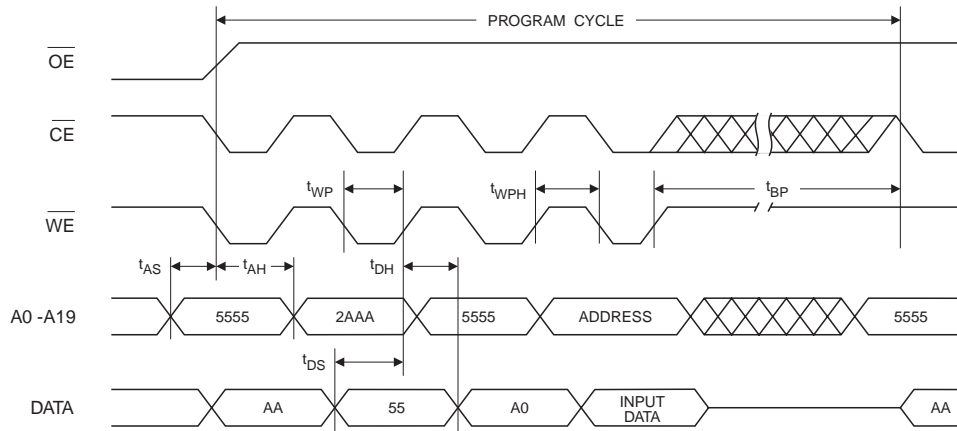 PROGRAM CYCLE
OE
CE
tWP
tWPH
tBP
WE
tAS
tAH
tDH
A0 -A19
5555
2AAA
5555
ADDRESS
5555
tDS
DATA
AA
55
A0
INPUT
DATA
AA